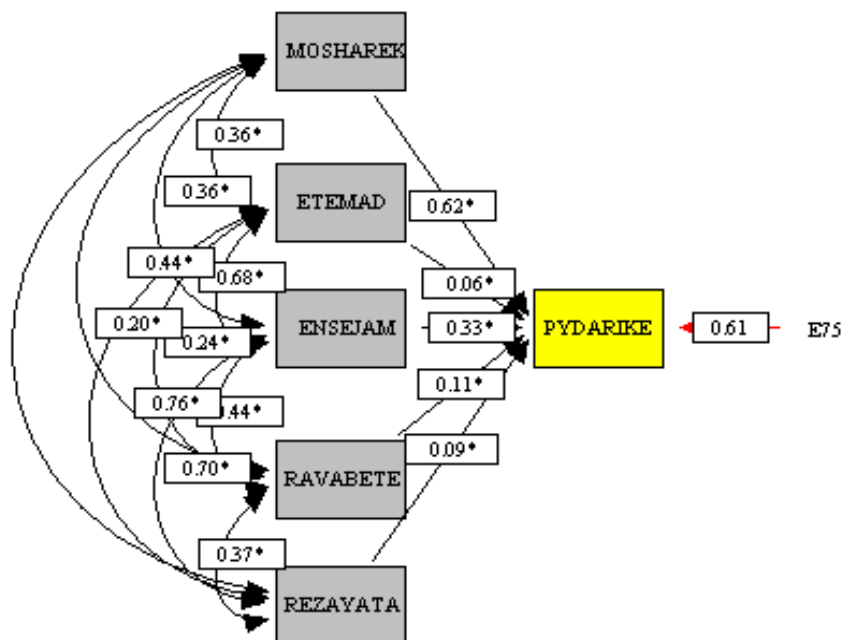 MOSHAREK
0.36*
ETEMAD
0.36*
0.62*
0.44*
0.68*
0.06*
0.20*
ENSEJAM
0.33*
PYDARIKE
0.61
E75
0.24*
0.11*
0.76*
0.44*
0.09*
0.70*
RAVABETE
0.37*
REZAYATA